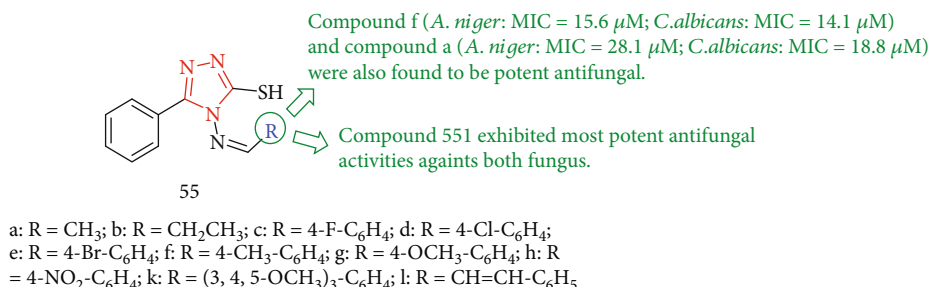 Compound f (A. niger: MIC = 15.6 μM; C.albicans: MIC = 14.1 μM)
and compound a (A. niger: MIC = 28.1 μM; C.albicans: MIC = 18.8 μM)
were also found to be potent antifungal.
N
N
SH
N
N
R
Compound 551 exhibited most potent antifungal
activities againts both fungus.
55
a: R = CH₃; b: R = CH₂CH₃; c: R = 4-F-C₆H₄; d: R = 4-Cl-C₆H₄;
e: R = 4-Br-C₆H₄; f: R = 4-CH₃-C₆H₄; g: R = 4-OCH₃-C₆H₄; h: R
= 4-NO₂-C₆H₄; k: R = (3, 4, 5-OCH₃)₃-C₆H₄; l: R = CH=CH-C₆H₅